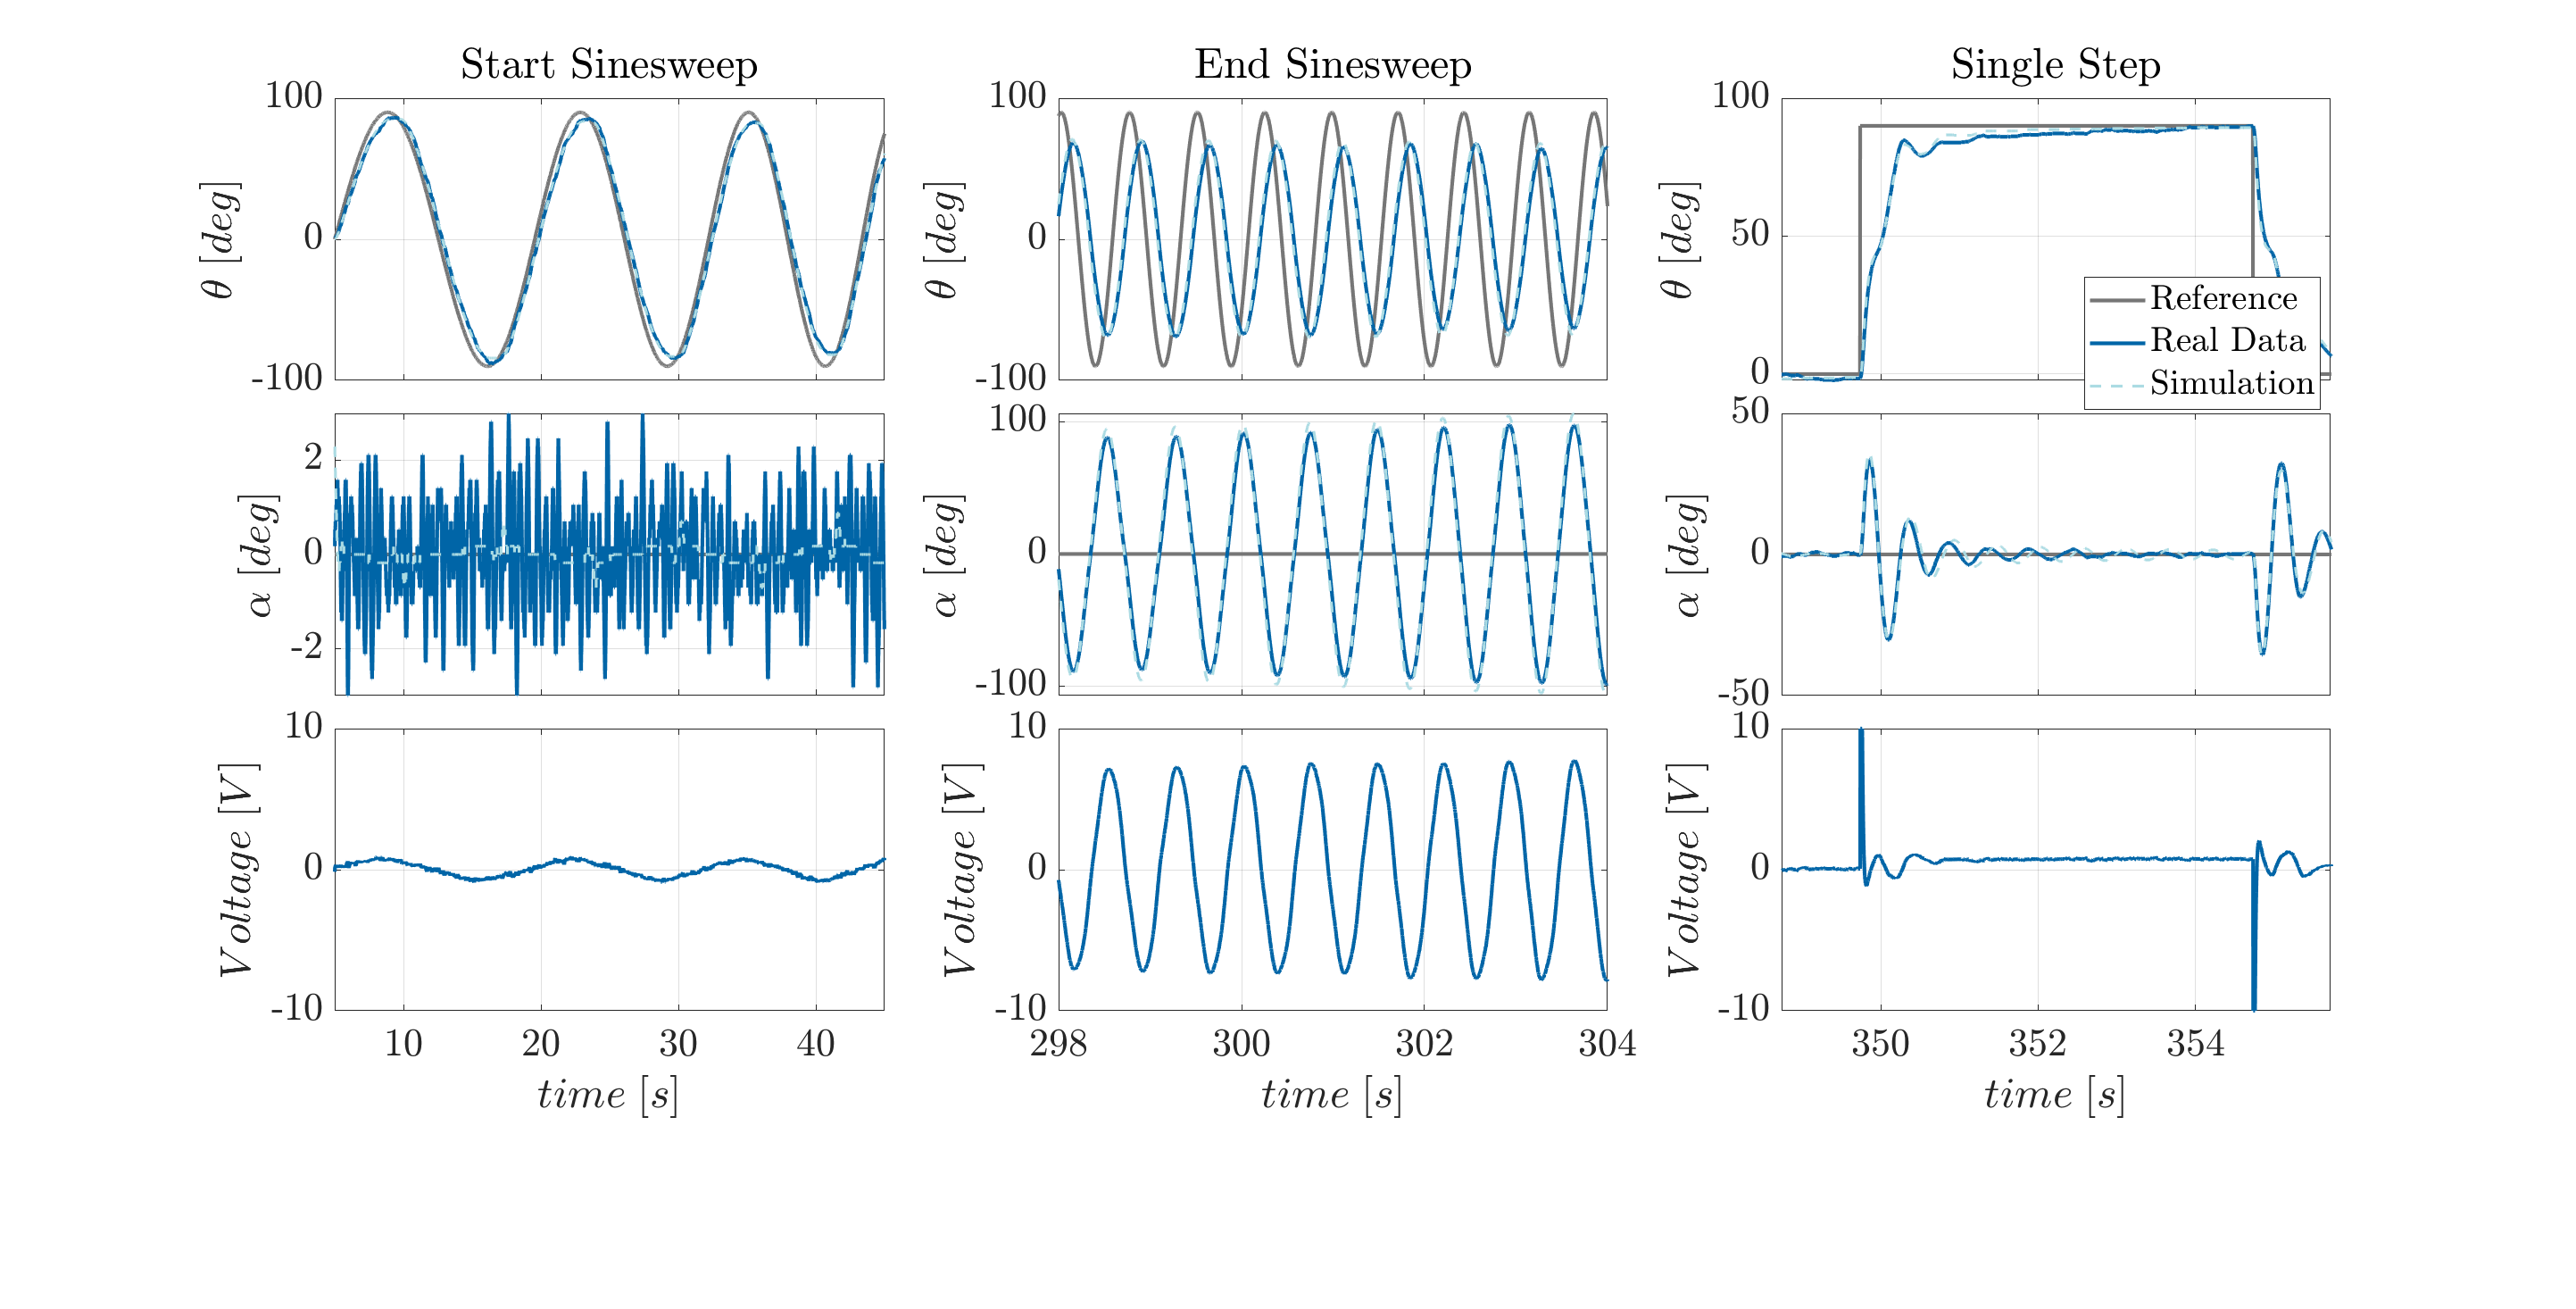 Start Sinesweep
End Sinesweep
Single Step
100
0
-100
θ [deg]
100
0
-100
θ [deg]
100
50
0
θ [deg]
Reference
Real Data
Simulation
2
0
-2
α [deg]
100
0
-100
α [deg]
50
0
-50
α [deg]
10
0
-10
Voltage [V]
10 20 30 40
time [s]
10
0
-10
Voltage [V]
298 300 302 304
time [s]
10
0
-10
Voltage [V]
350 352 354
time [s]